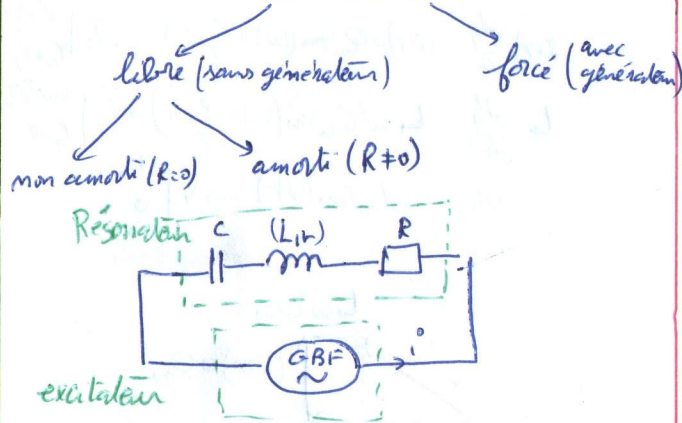 libre (sans générateur)
forcé (avec générateur)
non amorti (R=0)
amorti (R≠0)
Résonateur
C
(L,r)
R
GBF
~
i
excitateur